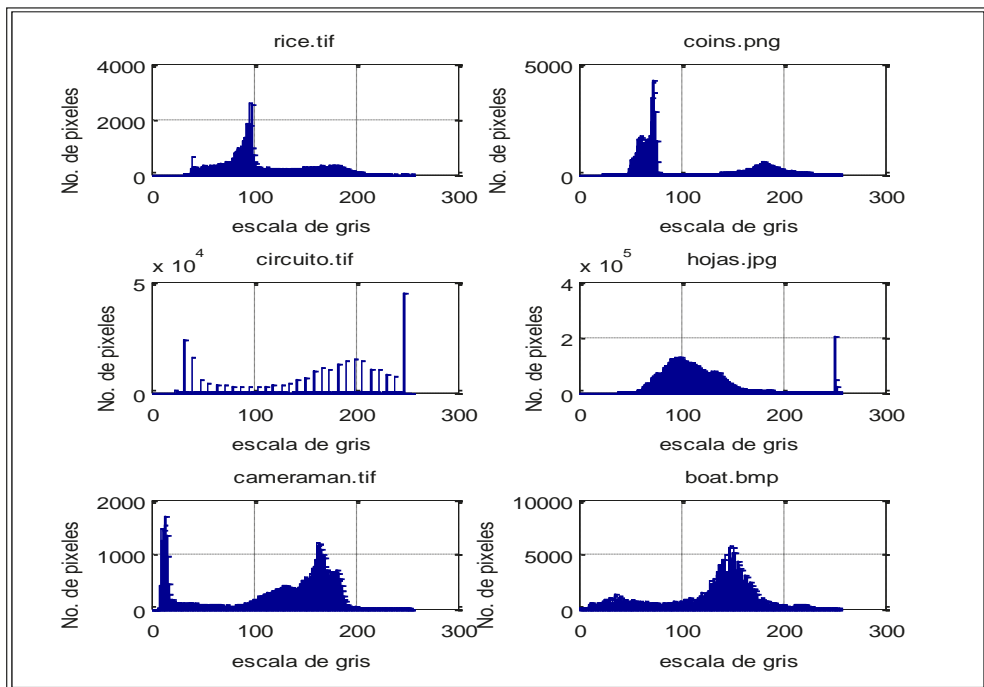 rice.tif
4000
2000
0
0 100 200 300
No. de pixeles
escala de gris
coins.png
5000
0
0 100 200 300
No. de pixeles
escala de gris
circuito.tif
x 10^4
5
0
0 100 200 300
No. de pixeles
escala de gris
hojas.jpg
x 10^5
4
2
0
0 100 200 300
No. de pixeles
escala de gris
cameraman.tif
2000
1000
0
0 100 200 300
No. de pixeles
escala de gris
boat.bmp
10000
5000
0
0 100 200 300
No. de pixeles
escala de gris